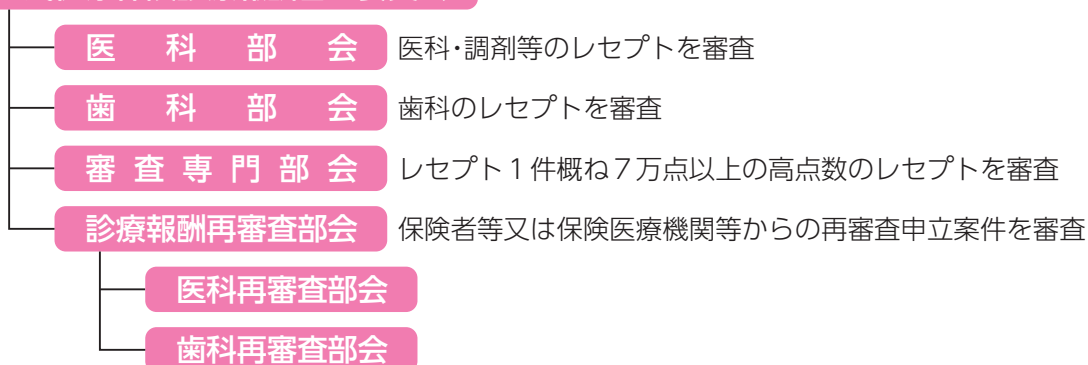 医科部会 医科・調剤等のレセプトを審査
歯科部会 歯科のレセプトを審査
審査専門部会 レセプト1件概ね7万点以上の高点数のレセプトを審査
診療報酬再審査部会 保険者等又は保険医療機関等からの再審査申立案件を審査
医科再審査部会
歯科再審査部会